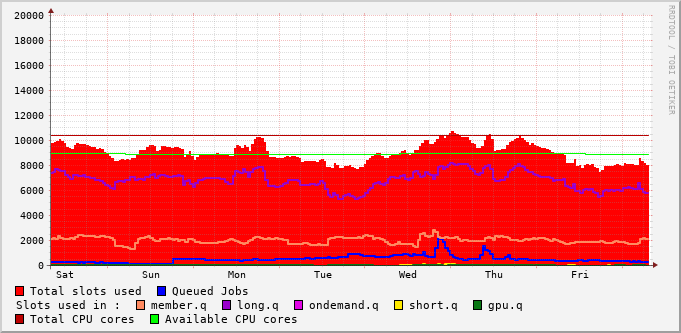 RRDTOOL / TOBI OETIKER
20000
18000
16000
14000
12000
10000
8000
6000
4000
2000
0
Sat Sun Mon Tue Wed Thu Fri
Total slots used Queued Jobs
Slots used in : member.q long.q ondemand.q short.q gpu.q
Total CPU cores Available CPU cores